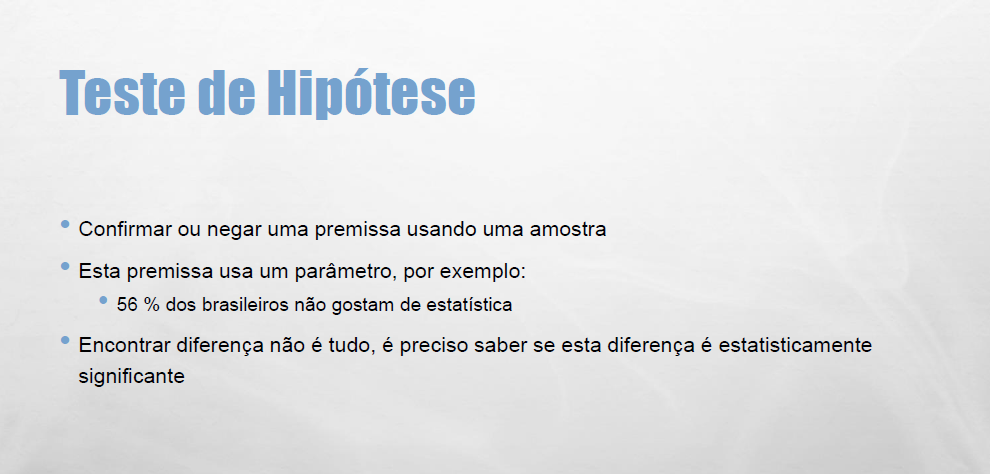 Teste de Hipótese
• Confirmar ou negar uma premissa usando uma amostra
• Esta premissa usa um parâmetro, por exemplo:
• 56 % dos brasileiros não gostam de estatística
• Encontrar diferença não é tudo, é preciso saber se esta diferença é estatisticamente
significante